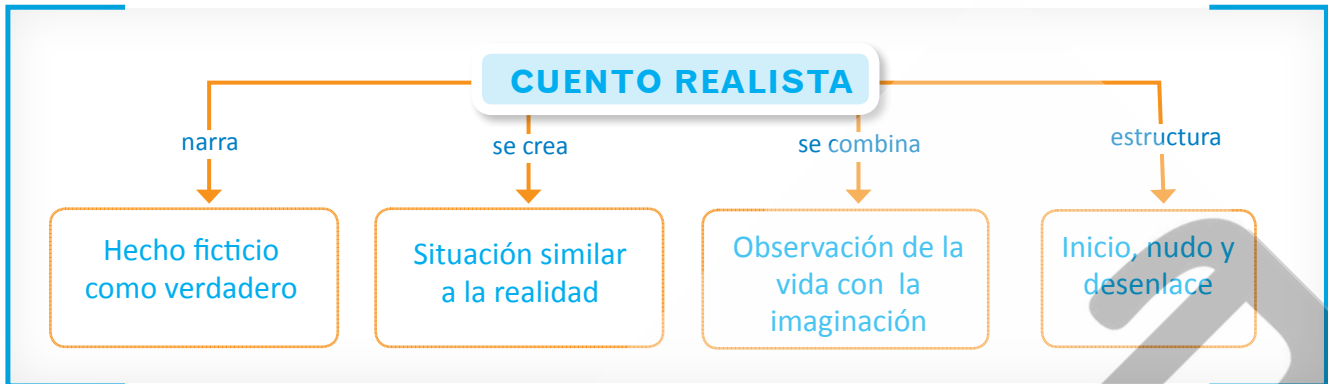 CUENTO REALISTA
narra
se crea
se combina
estructura
Hecho ficticio
como verdadero
Situación similar
a la realidad
Observación de la
vida con la
imaginación
Inicio, nudo y
desenlace